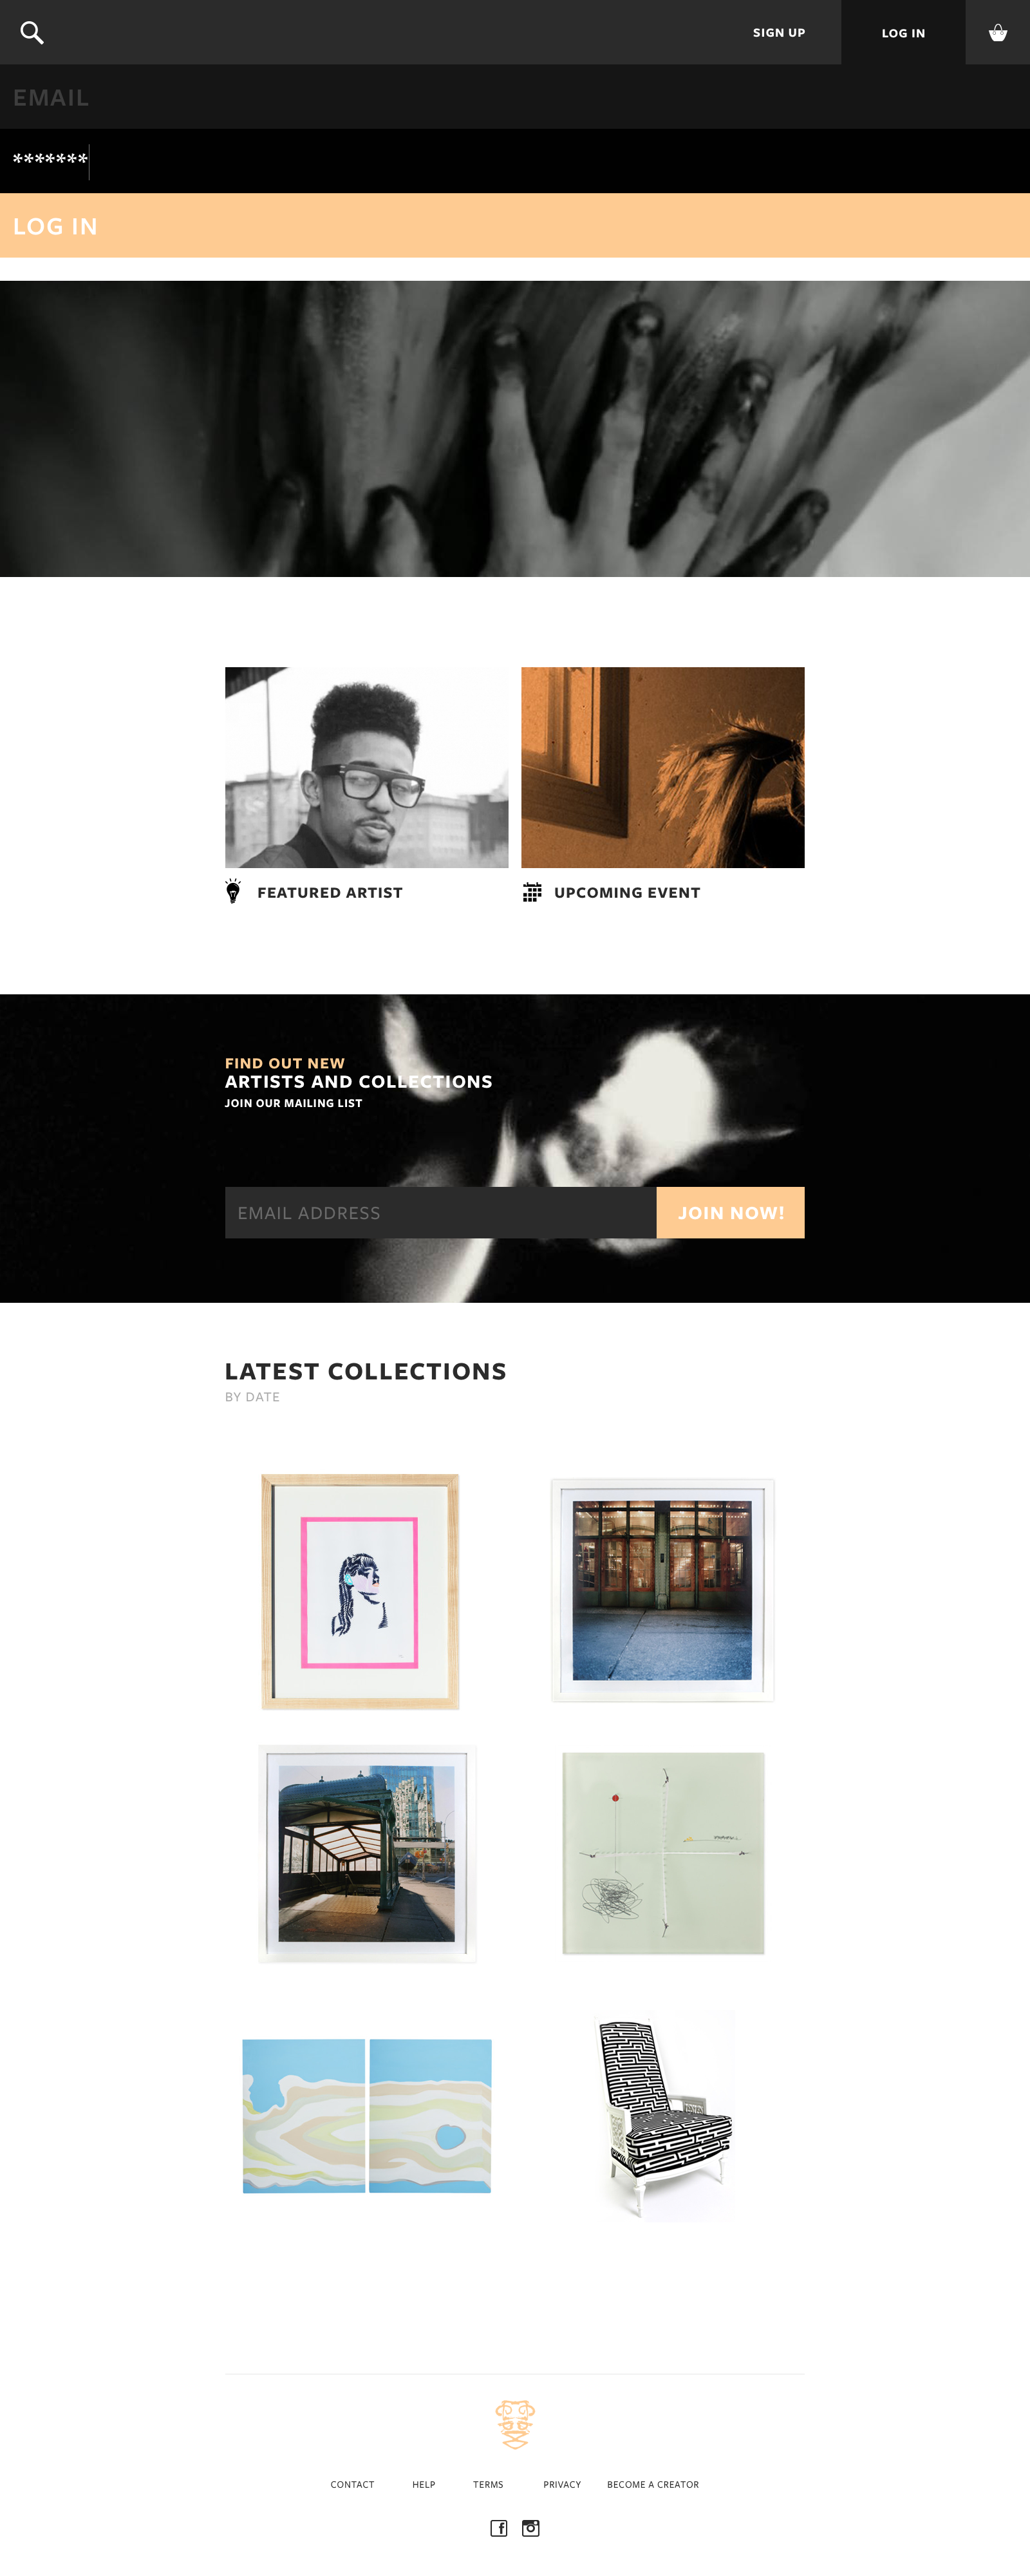 SIGN UP
LOG IN
EMAIL
*******
LOG IN
FEATURED ARTIST
UPCOMING EVENT
FIND OUT NEW
ARTISTS AND COLLECTIONS
JOIN OUR MAILING LIST
EMAIL ADDRESS
JOIN NOW!
LATEST COLLECTIONS
BY DATE
CONTACT
HELP
TERMS
PRIVACY
BECOME A CREATOR